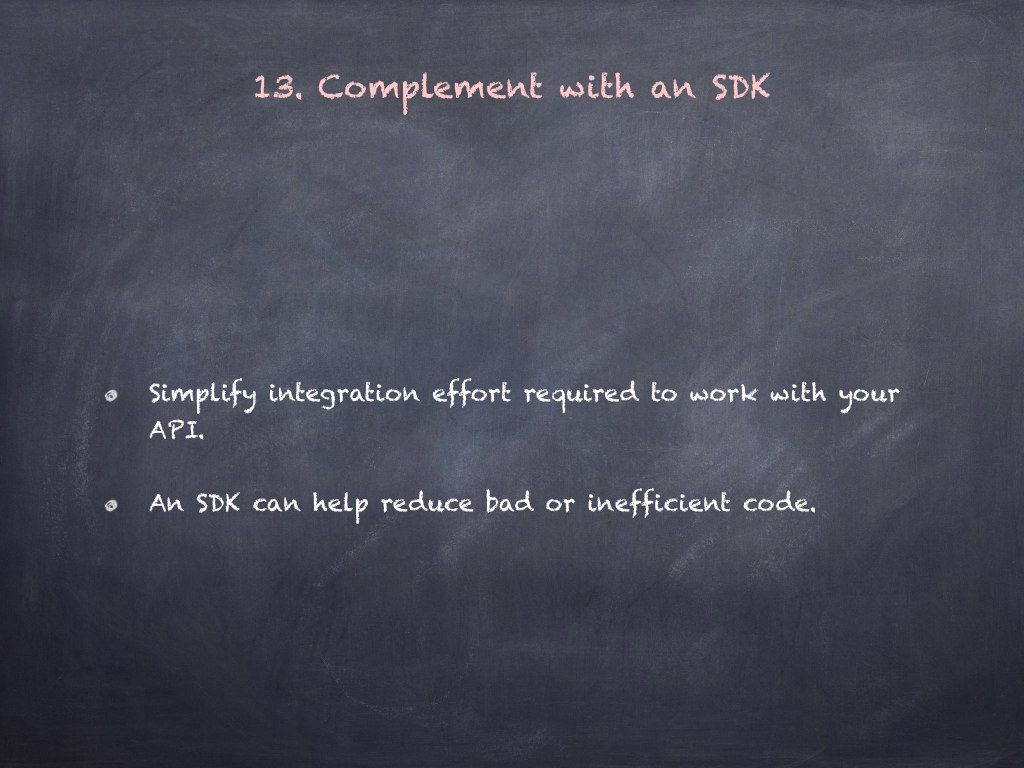 13. Complement with an SDK
Simplify integration effort required to work with your
API.
An SDK can help reduce bad or inefficient code.